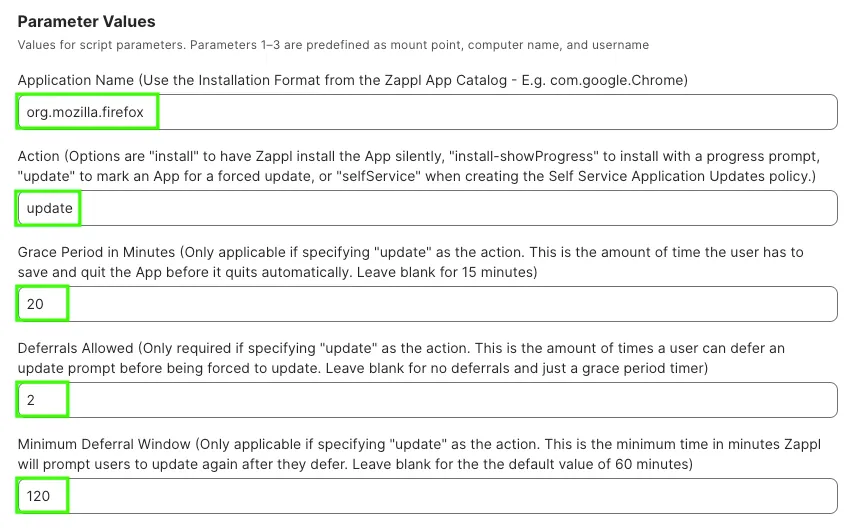 Parameter Values
Values for script parameters. Parameters 1–3 are predefined as mount point, computer name, and username
Application Name (Use the Installation Format from the Zappl App Catalog - E.g. com.google.Chrome)
org.mozilla.firefox
Action (Options are "install" to have Zappl install the App silently, "install-showProgress" to install with a progress prompt,
"update" to mark an App for a forced update, or "selfService" when creating the Self Service Application Updates policy.)
update
Grace Period in Minutes (Only applicable if specifying "update" as the action. This is the amount of time the user has to
save and quit the App before it quits automatically. Leave blank for 15 minutes)
20
Deferrals Allowed (Only required if specifying "update" as the action. This is the amount of times a user can defer an
update prompt before being forced to update. Leave blank for no deferrals and just a grace period timer)
2
Minimum Deferral Window (Only applicable if specifying "update" as the action. This is the minimum time in minutes Zappl
will prompt users to update again after they defer. Leave blank for the the default value of 60 minutes)
120